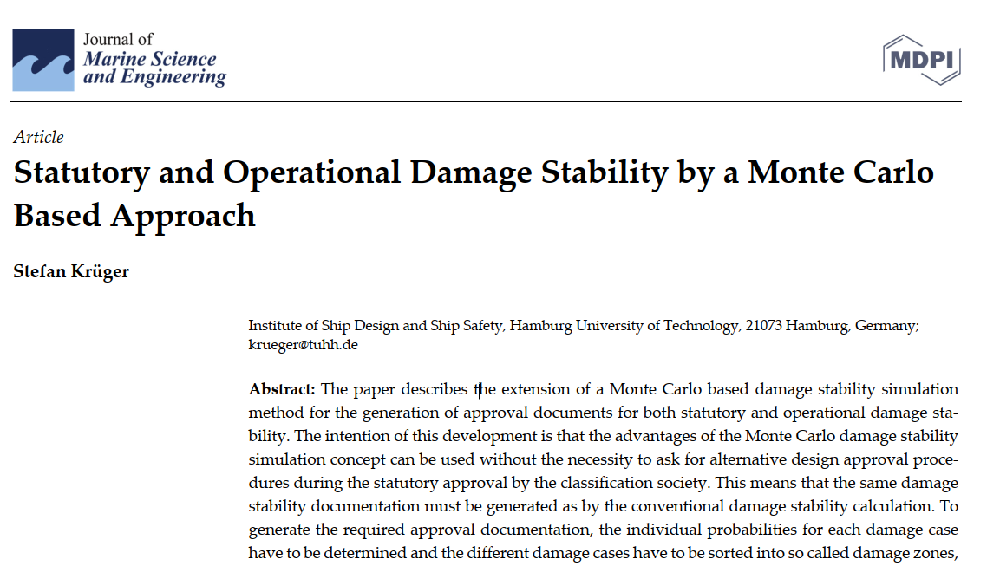 Journal of
Marine Science
and Engineering
MDPI
Article
Statutory and Operational Damage Stability by a Monte Carlo
Based Approach
Stefan Krüger
Institute of Ship Design and Ship Safety, Hamburg University of Technology, 21073 Hamburg, Germany;
krueger@tuhh.de
Abstract: The paper describes the extension of a Monte Carlo based damage stability simulation
method for the generation of approval documents for both statutory and operational damage sta-
bility. The intention of this development is that the advantages of the Monte Carlo damage stability
simulation concept can be used without the necessity to ask for alternative design approval proce-
dures during the statutory approval by the classification society. This means that the same damage
stability documentation must be generated as by the conventional damage stability calculation. To
generate the required approval documentation, the individual probabilities for each damage case
have to be determined and the different damage cases have to be sorted into so called damage zones,